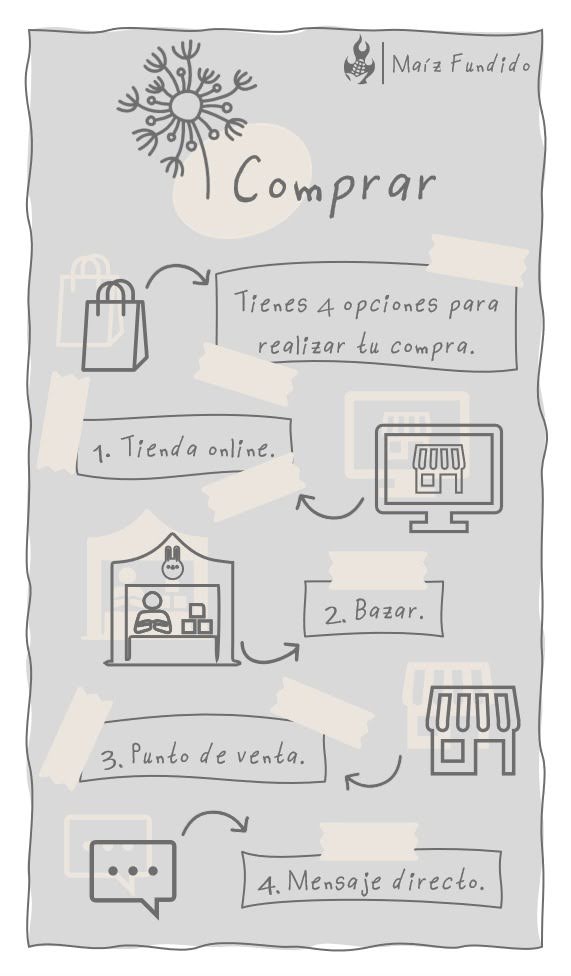 Maíz Fundido
Comprar
Tienes 4 opciones para
realizar tu compra.
1. Tienda online.
2. Bazar.
3. Punto de venta.
4. Mensaje directo.